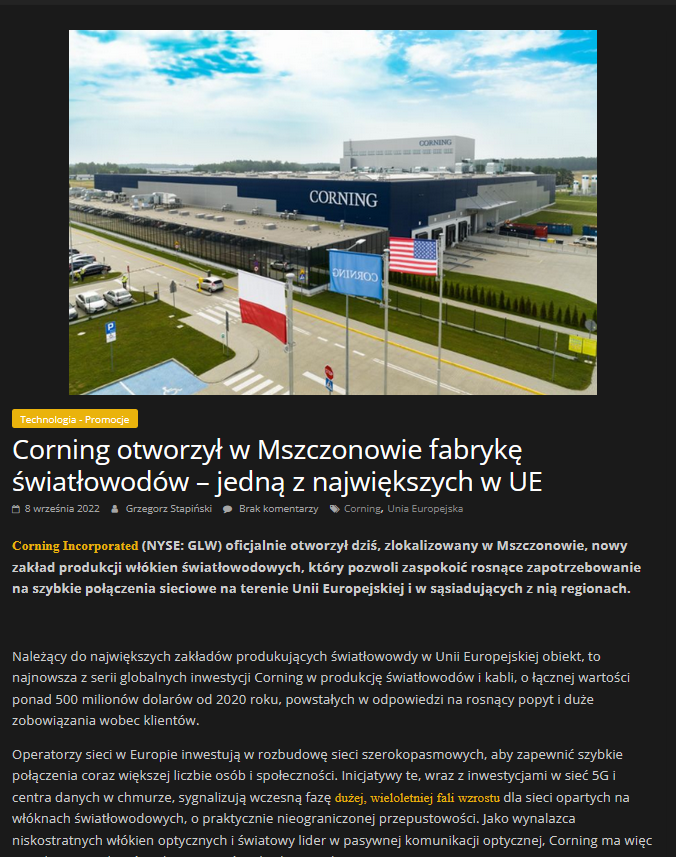 CORNING
CORNING
CORNING
P
STOP
Technologia - Promocje
Corning otworzył w Mszczonowie fabrykę
światłowodów – jedną z największych w UE
8 września 2022 Grzegorz Stapiński Brak komentarzy Corning, Unia Europejska
Corning Incorporated (NYSE: GLW) oficjalnie otworzył dziś, zlokalizowany w Mszczonowie, nowy
zakład produkcji włókien światłowodowych, który pozwoli zaspokoić rosnące zapotrzebowanie
na szybkie połączenia sieciowe na terenie Unii Europejskiej i w sąsiadujących z nią regionach.
Należący do największych zakładów produkujących światłowowdy w Unii Europejskiej obiekt, to
najnowsza z serii globalnych inwestycji Corning w produkcję światłowodów i kabli, o łącznej wartości
ponad 500 milionów dolarów od 2020 roku, powstałych w odpowiedzi na rosnący popyt i duże
zobowiązania wobec klientów.
Operatorzy sieci w Europie inwestują w rozbudowę sieci szerokopasmowych, aby zapewnić szybkie
połączenia coraz większej liczbie osób i społeczności. Inicjatywy te, wraz z inwestycjami w sieć 5G i
centra danych w chmurze, sygnalizują wczesną fazę dużej, wieloletniej fali wzrostu dla sieci opartych na
włóknach światłowodowych, o praktycznie nieograniczonej przepustowości. Jako wynalazca
niskostratnych włókien optycznych i światowy lider w pasywnej komunikacji optycznej, Corning ma więc